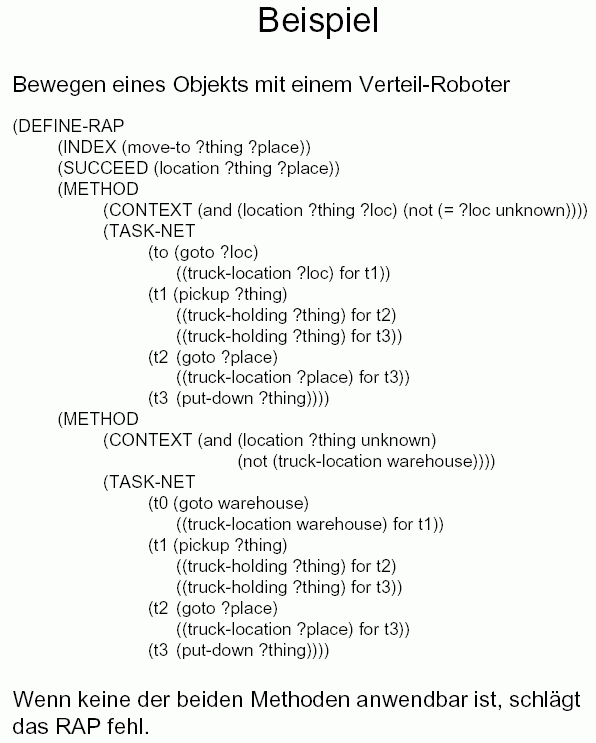 Beispiel
Bewegen eines Objekts mit einem Verteil-Roboter
(DEFINE-RAP
(INDEX (move-to ?thing ?place))
(SUCCEED (location ?thing ?place))
(METHOD
(CONTEXT (and (location ?thing ?loc) (not (= ?loc unknown))))
(TASK-NET
(to (goto ?loc)
((truck-location ?loc) for t1))
(t1 (pickup ?thing)
((truck-holding ?thing) for t2)
((truck-holding ?thing) for t3))
(t2 (goto ?place)
((truck-location ?place) for t3))
(t3 (put-down ?thing))))
(METHOD
(CONTEXT (and (location ?thing unknown)
(not (truck-location warehouse))))
(TASK-NET
(t0 (goto warehouse)
((truck-location warehouse) for t1))
(t1 (pickup ?thing)
((truck-holding ?thing) for t2)
((truck-holding ?thing) for t3))
(t2 (goto ?place)
((truck-location ?place) for t3))
(t3 (put-down ?thing))))
Wenn keine der beiden Methoden anwendbar ist, schlägt
das RAP fehl.